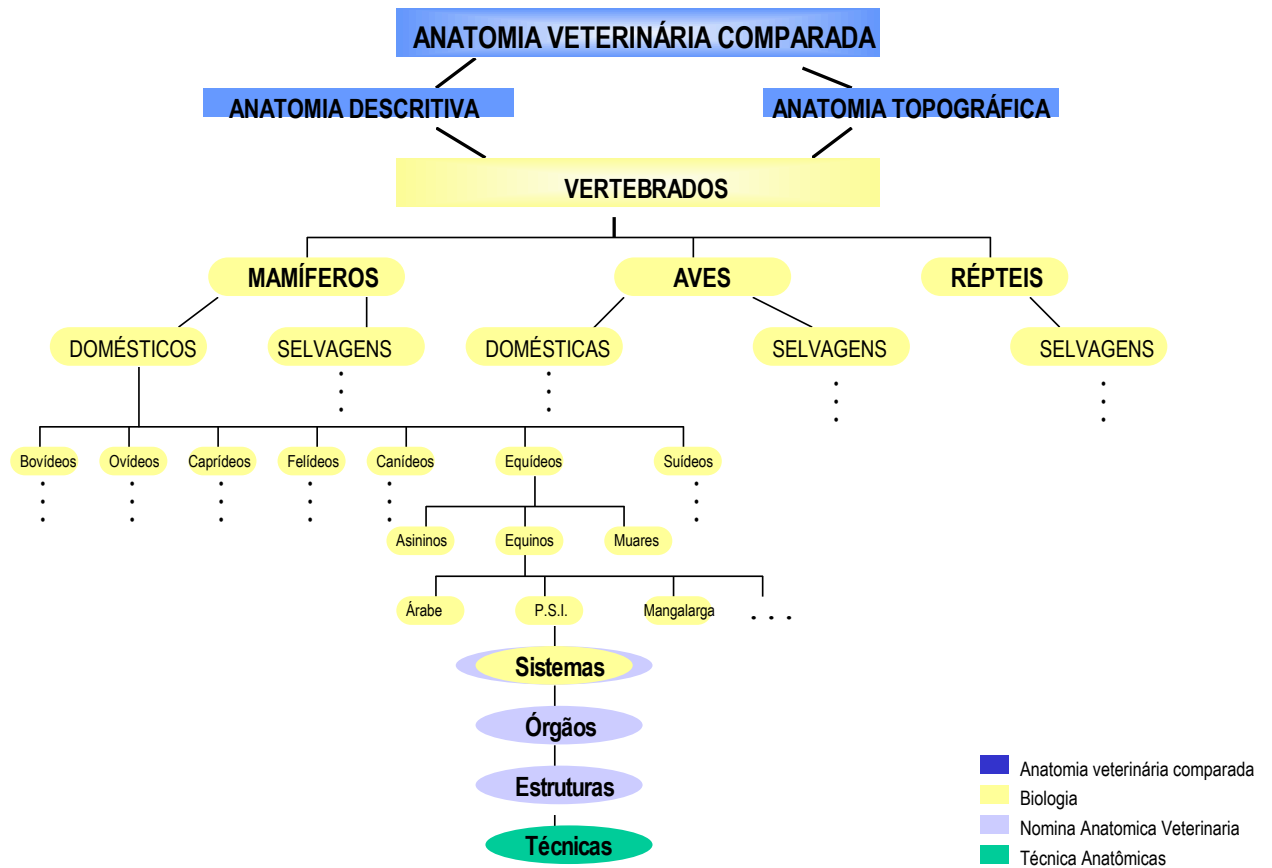 ANATOMIA VETERINÁRIA COMPARADA
ANATOMIA DESCRITIVA
ANATOMIA TOPOGRÁFICA
VERTEBRADOS
MAMÍFEROS
AVES
RÉPTEIS
DOMÉSTICOS
SELVAGENS
DOMÉSTICAS
SELVAGENS
SELVAGENS
Bovídeos
Ovídeos
Caprídeos
Felídeos
Canídeos
Equídeos
Suídeos
Asininos
Equinos
Muares
Árabe
P.S.I.
Mangalarga
. . .
Sistemas
Órgãos
Estruturas
Técnicas
Anatomia veterinária comparada
Biologia
Nomina Anatomica Veterinaria
Técnica Anatômicas